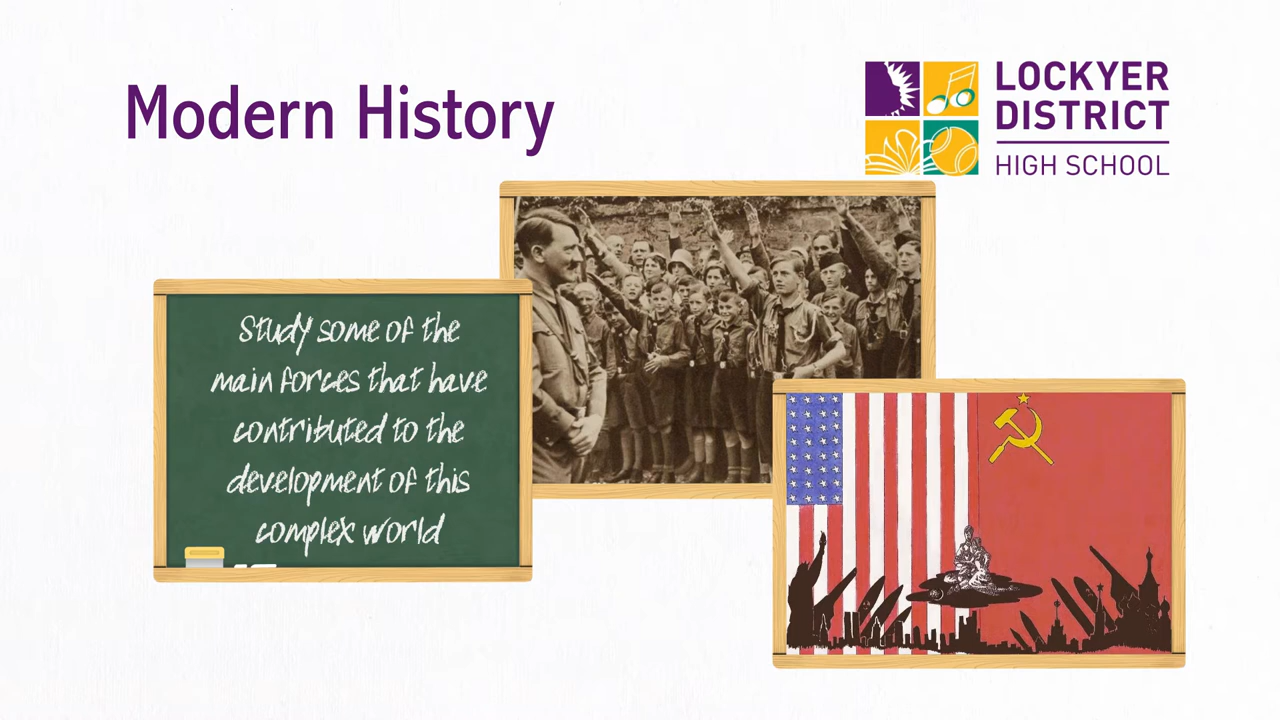 Modern History
LOCKYER
DISTRICT
HIGH SCHOOL
Study some of the
main forces that have
contributed to the
development of this
complex world